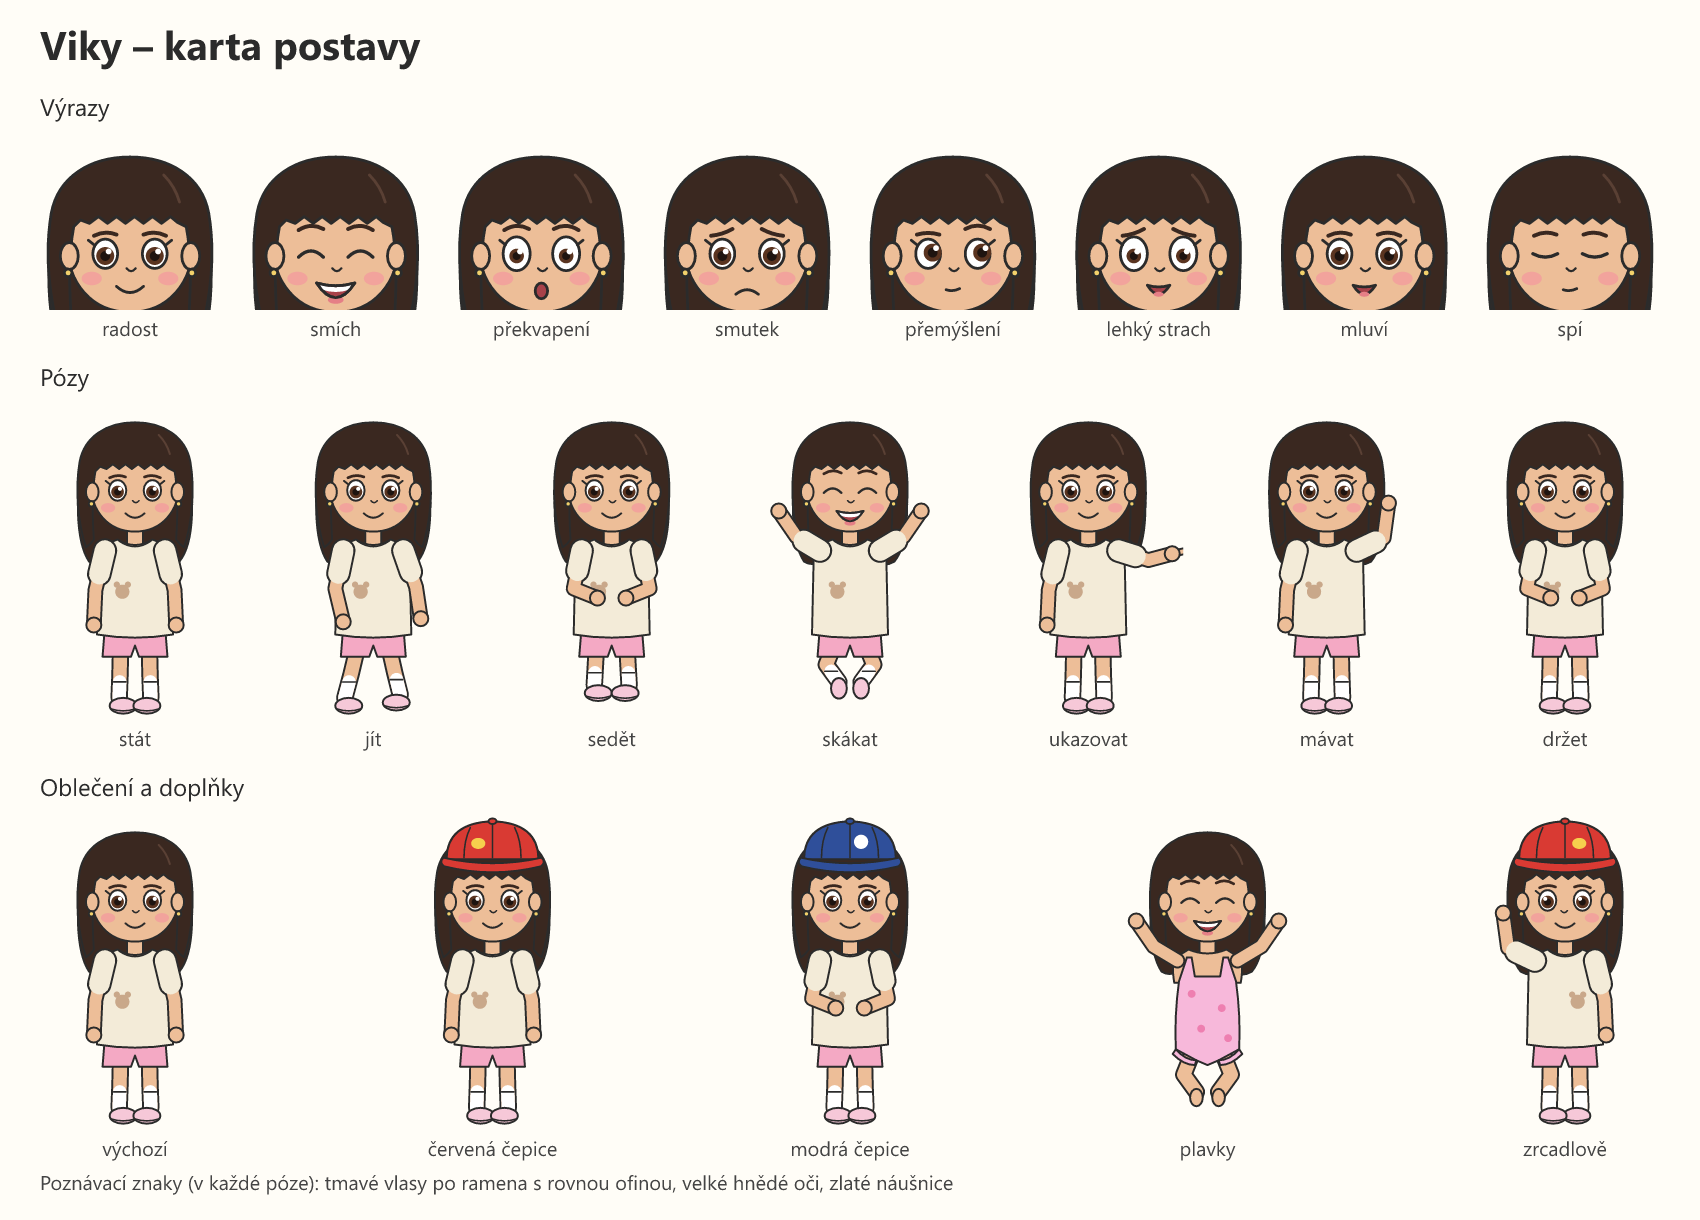 Viky – karta postavy
Výrazy
radost smích překvapení smutek přemýšlení lehký strach mluví spí
Pózy
stát jít sedět skákat ukazovat mávat držet
Oblečení a doplňky
výchozí červená čepice modrá čepice plavky zrcadlově
Poznávací znaky (v každé póze): tmavé vlasy po ramena s rovnou ofinou, velké hnědé oči, zlaté náušnice